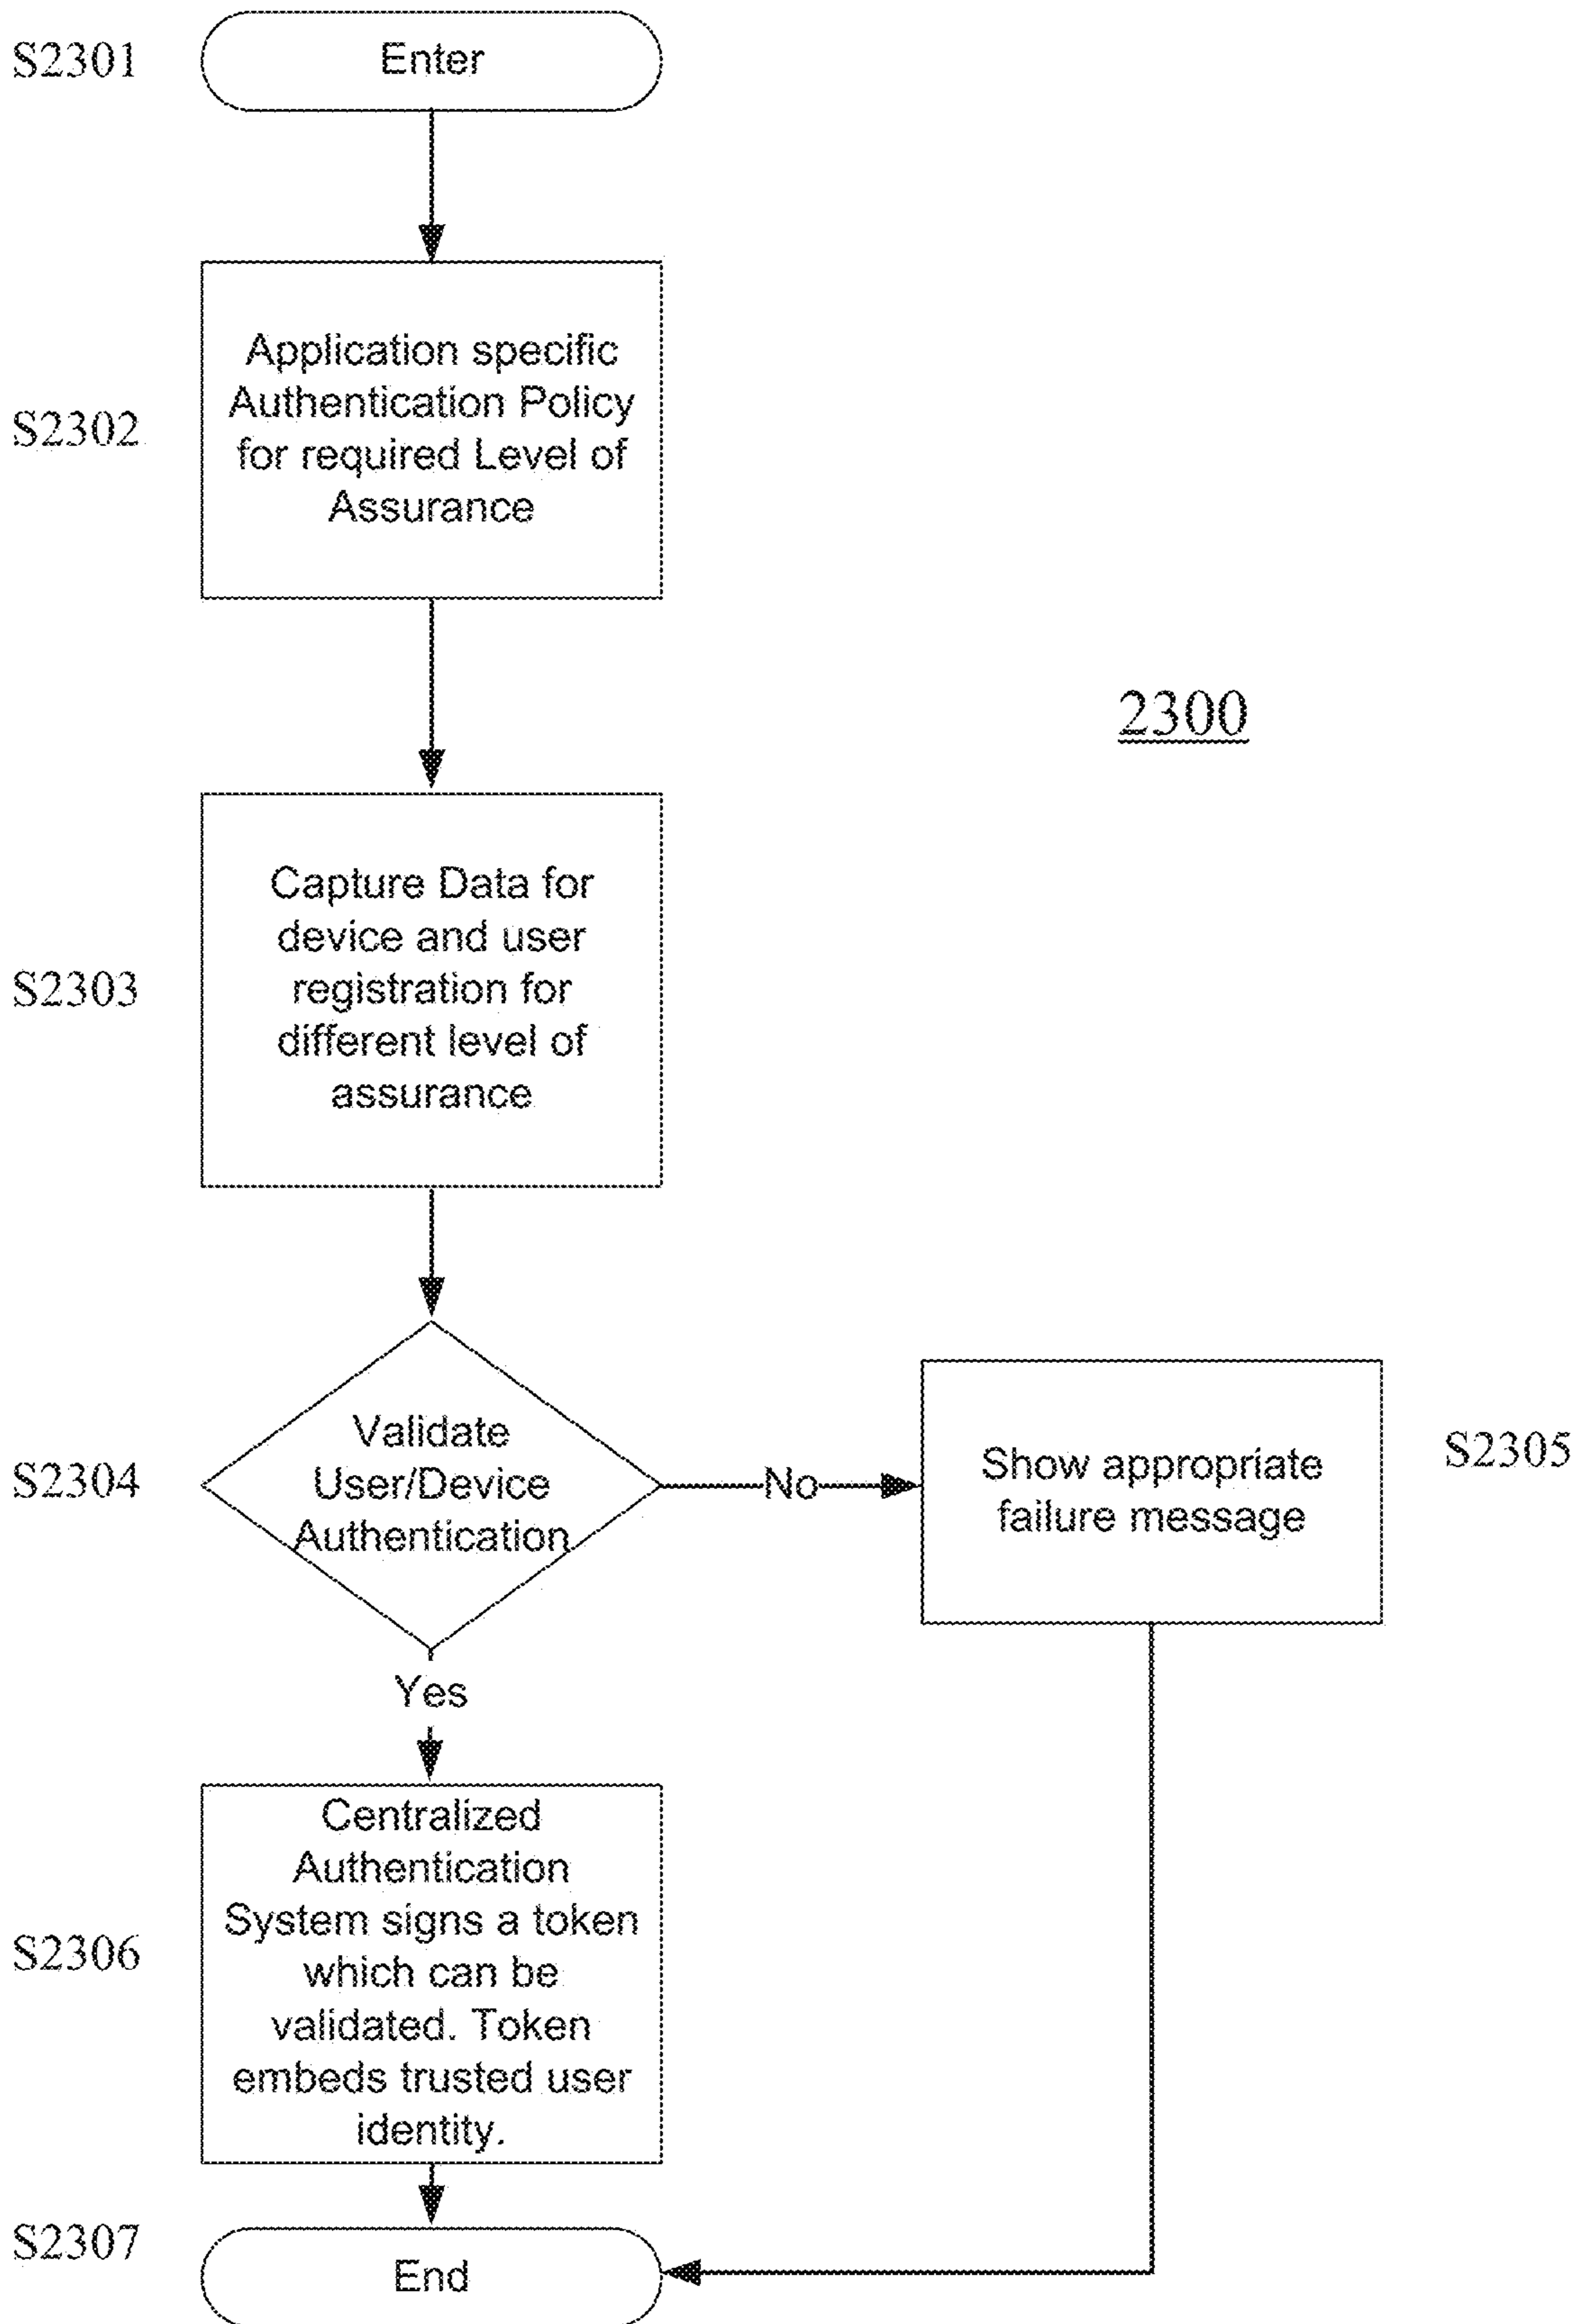 S2301
Enter
S2302
Application specific
Authentication Policy
for required Level of
Assurance
2300
S2303
Capture Data for
device and user
registration for
different level of
assurance
S2304
Validate
User/Device
Authentication
No
Show appropriate
failure message
S2305
Yes
S2306
Centralized
Authentication
System signs a token
which can be
validated. Token
embeds trusted user
identity.
S2307
End